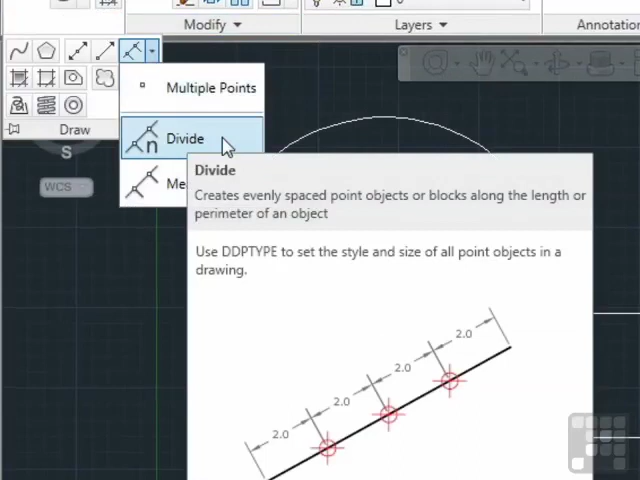 Modify
Layers
Annotation
Multiple Points
Divide
Me
Draw
S
WCS
n
Divide
Creates evenly spaced point objects or blocks along the length or
perimeter of an object
Use DDPTYPE to set the style and size of all point objects in a
drawing.
2.0
2.0
2.0
2.0
0